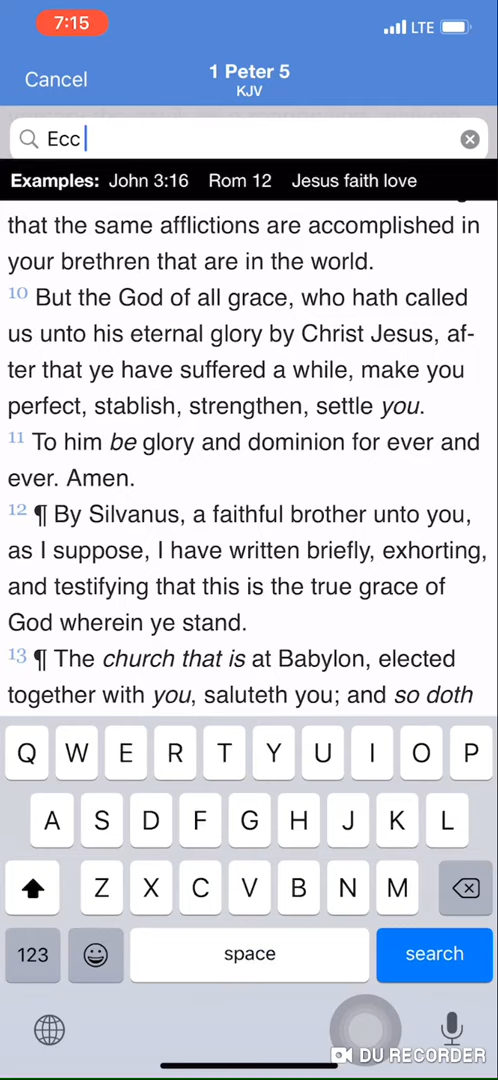 7:15
LTE
Cancel
1 Peter 5
KJV
Ecc
Examples: John 3:16 Rom 12 Jesus faith love
that the same afflictions are accomplished in
your brethren that are in the world.
10 But the God of all grace, who hath called
us unto his eternal glory by Christ Jesus, af-
ter that ye have suffered a while, make you
perfect, stablish, strengthen, settle you.
11 To him be glory and dominion for ever and
ever. Amen.
12 ¶ By Silvanus, a faithful brother unto you,
as I suppose, I have written briefly, exhorting,
and testifying that this is the true grace of
God wherein ye stand.
13 ¶ The church that is at Babylon, elected
together with you, saluteth you; and so doth
Q W E R T Y U I O P
A S D F G H J K L
Z X C V B N M
123 space search
DU RECORDER